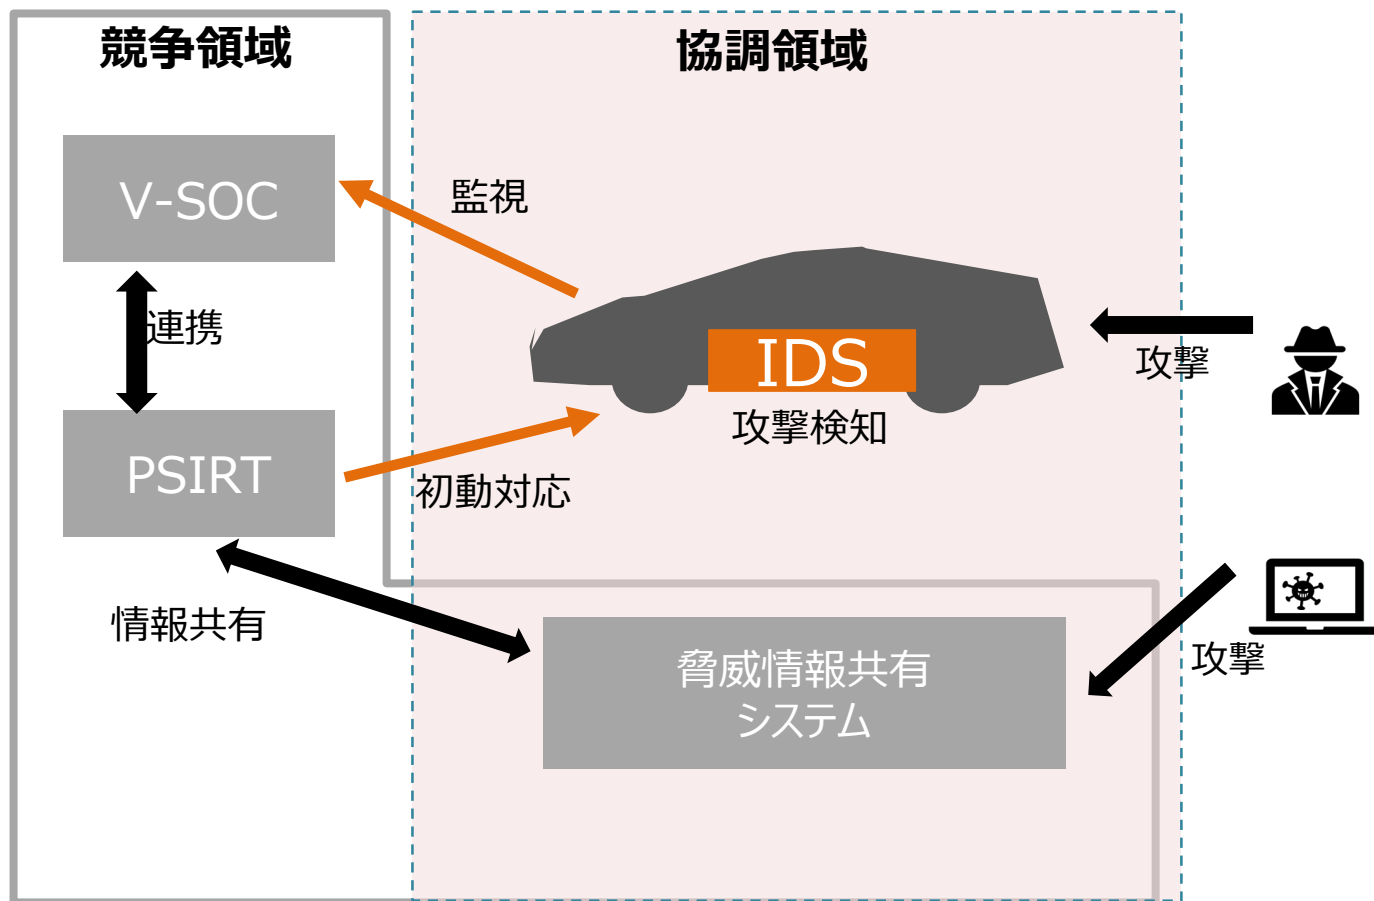 競争領域
協調領域
V-SOC
監視
連携
IDS
攻撃検知
攻撃
PSIRT
初動対応
情報共有
脅威情報共有
システム
攻撃